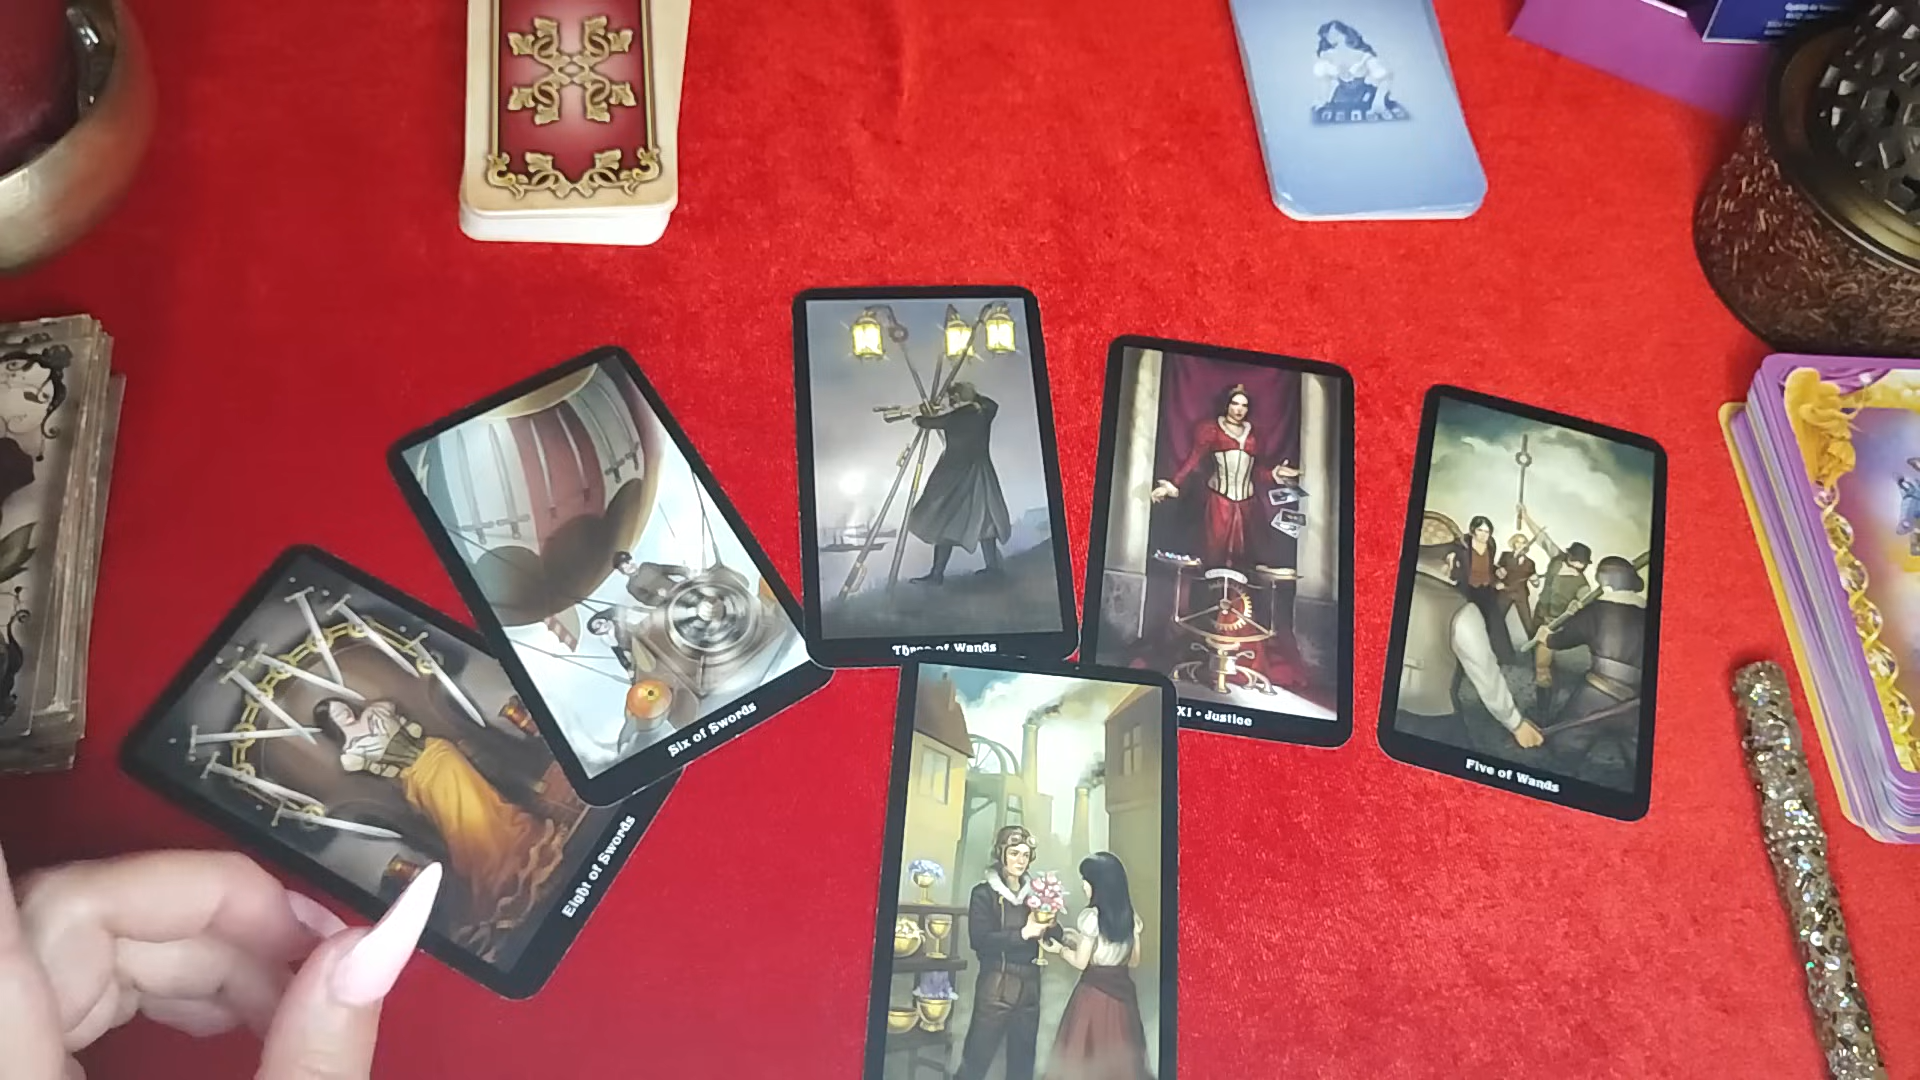 Three of Wands
Six of Swords
XI • Justice
Five of Wands
Eight of Swords